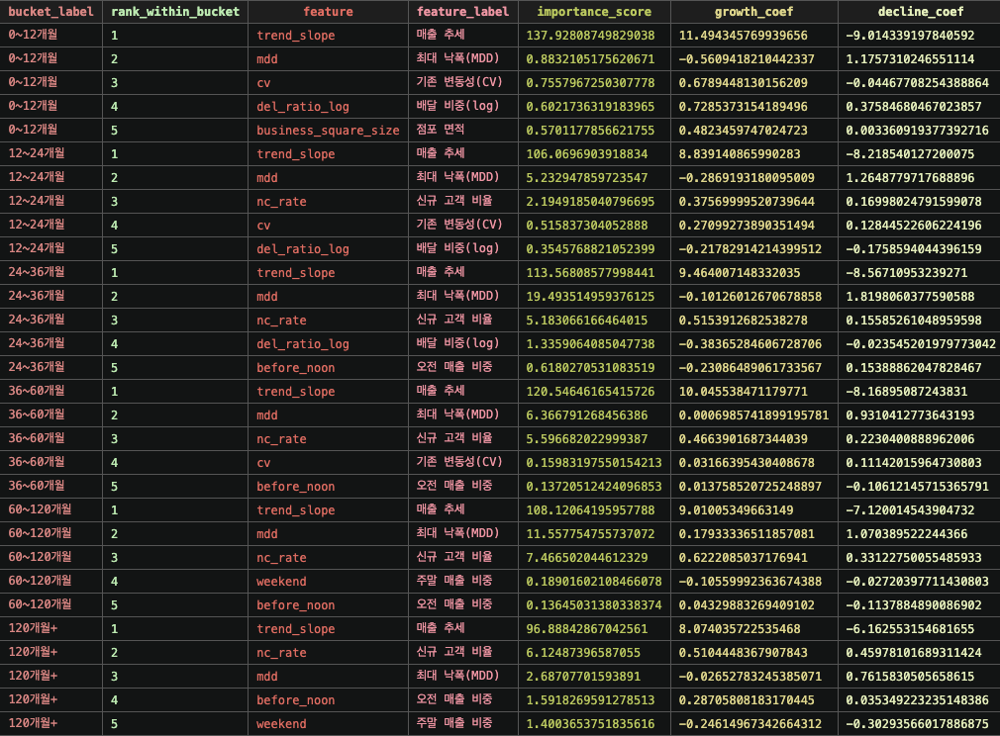 bucket_label rank_within_bucket feature feature_label importance_score growth_coef decline_coef
0~12개월 1 trend_slope 매출 추세 137.92808749829038 11.494345769939656 -9.014339197840592
0~12개월 2 mdd 최대 낙폭(MDD) 0.8832105175620671 -0.5609418210442337 1.1757310246551114
0~12개월 3 cv 기존 변동성(CV) 0.7557967250307778 0.6789448130156209 -0.04467708254388864
0~12개월 4 del_ratio_log 배달 비중(log) 0.6021736319183965 0.7285373154189496 0.37584680467023857
0~12개월 5 business_square_size 점포 면적 0.5701177856621755 0.4823459747024723 0.003360919377392716
12~24개월 1 trend_slope 매출 추세 106.0696903918834 8.839140865990283 -8.218540127200075
12~24개월 2 mdd 최대 낙폭(MDD) 5.232947859723547 -0.2869193180095009 1.2648779717688896
12~24개월 3 nc_rate 신규 고객 비율 2.1949185040796695 0.37569999520739644 0.16998024791599078
12~24개월 4 cv 기존 변동성(CV) 0.515837304052888 0.27099273890351494 0.12844522606224196
12~24개월 5 del_ratio_log 배달 비중(log) 0.3545768821052399 -0.21782914214399512 -0.1758594044396159
24~36개월 1 trend_slope 매출 추세 113.56808577998441 9.464007148332035 -8.56710953239271
24~36개월 2 mdd 최대 낙폭(MDD) 19.493514959376125 -0.10126012670678858 1.8198060377590588
24~36개월 3 nc_rate 신규 고객 비율 5.183066166464015 0.5153912682538278 0.15585261048959598
24~36개월 4 del_ratio_log 배달 비중(log) 1.3359064085047738 -0.38365284606728706 -0.023545201979773042
24~36개월 5 before_noon 오전 매출 비중 0.6180270531083519 -0.23086489061733567 0.15388862047828467
36~60개월 1 trend_slope 매출 추세 120.54646165415726 10.045538471179771 -8.16895087243831
36~60개월 2 mdd 최대 낙폭(MDD) 6.366791268456386 0.0006985741899195781 0.9310412773643193
36~60개월 3 nc_rate 신규 고객 비율 5.596682022999387 0.4663901687344039 0.2230400888962006
36~60개월 4 cv 기존 변동성(CV) 0.15983197550154213 0.03166395430408678 0.11142015964730803
36~60개월 5 before_noon 오전 매출 비중 0.13720512424096853 0.013758520725248897 -0.10612145715365791
60~120개월 1 trend_slope 매출 추세 108.12064195957788 9.01005349663149 -7.120014543904732
60~120개월 2 mdd 최대 낙폭(MDD) 11.557754755737072 0.17933336511857081 1.070389522244366
60~120개월 3 nc_rate 신규 고객 비율 7.466502044612329 0.6222085037176941 0.33122750055485933
60~120개월 4 weekend 주말 매출 비중 0.18901602108466078 -0.10559992363674388 -0.02720397711430803
60~120개월 5 before_noon 오전 매출 비중 0.13645031380338374 0.04329883269409102 -0.1137884890086902
120개월+ 1 trend_slope 매출 추세 96.88842867042561 8.074035722535468 -6.162553154681655
120개월+ 2 nc_rate 신규 고객 비율 6.12487396587055 0.5104448367907843 0.45978101689311424
120개월+ 3 mdd 최대 낙폭(MDD) 2.68707701593891 -0.02652783245385071 0.7615830505658615
120개월+ 4 before_noon 오전 매출 비중 1.5918269591278513 0.28705808183170445 0.035349223235148386
120개월+ 5 weekend 주말 매출 비중 1.4003653751835616 -0.24614967342664312 -0.30293566017886875